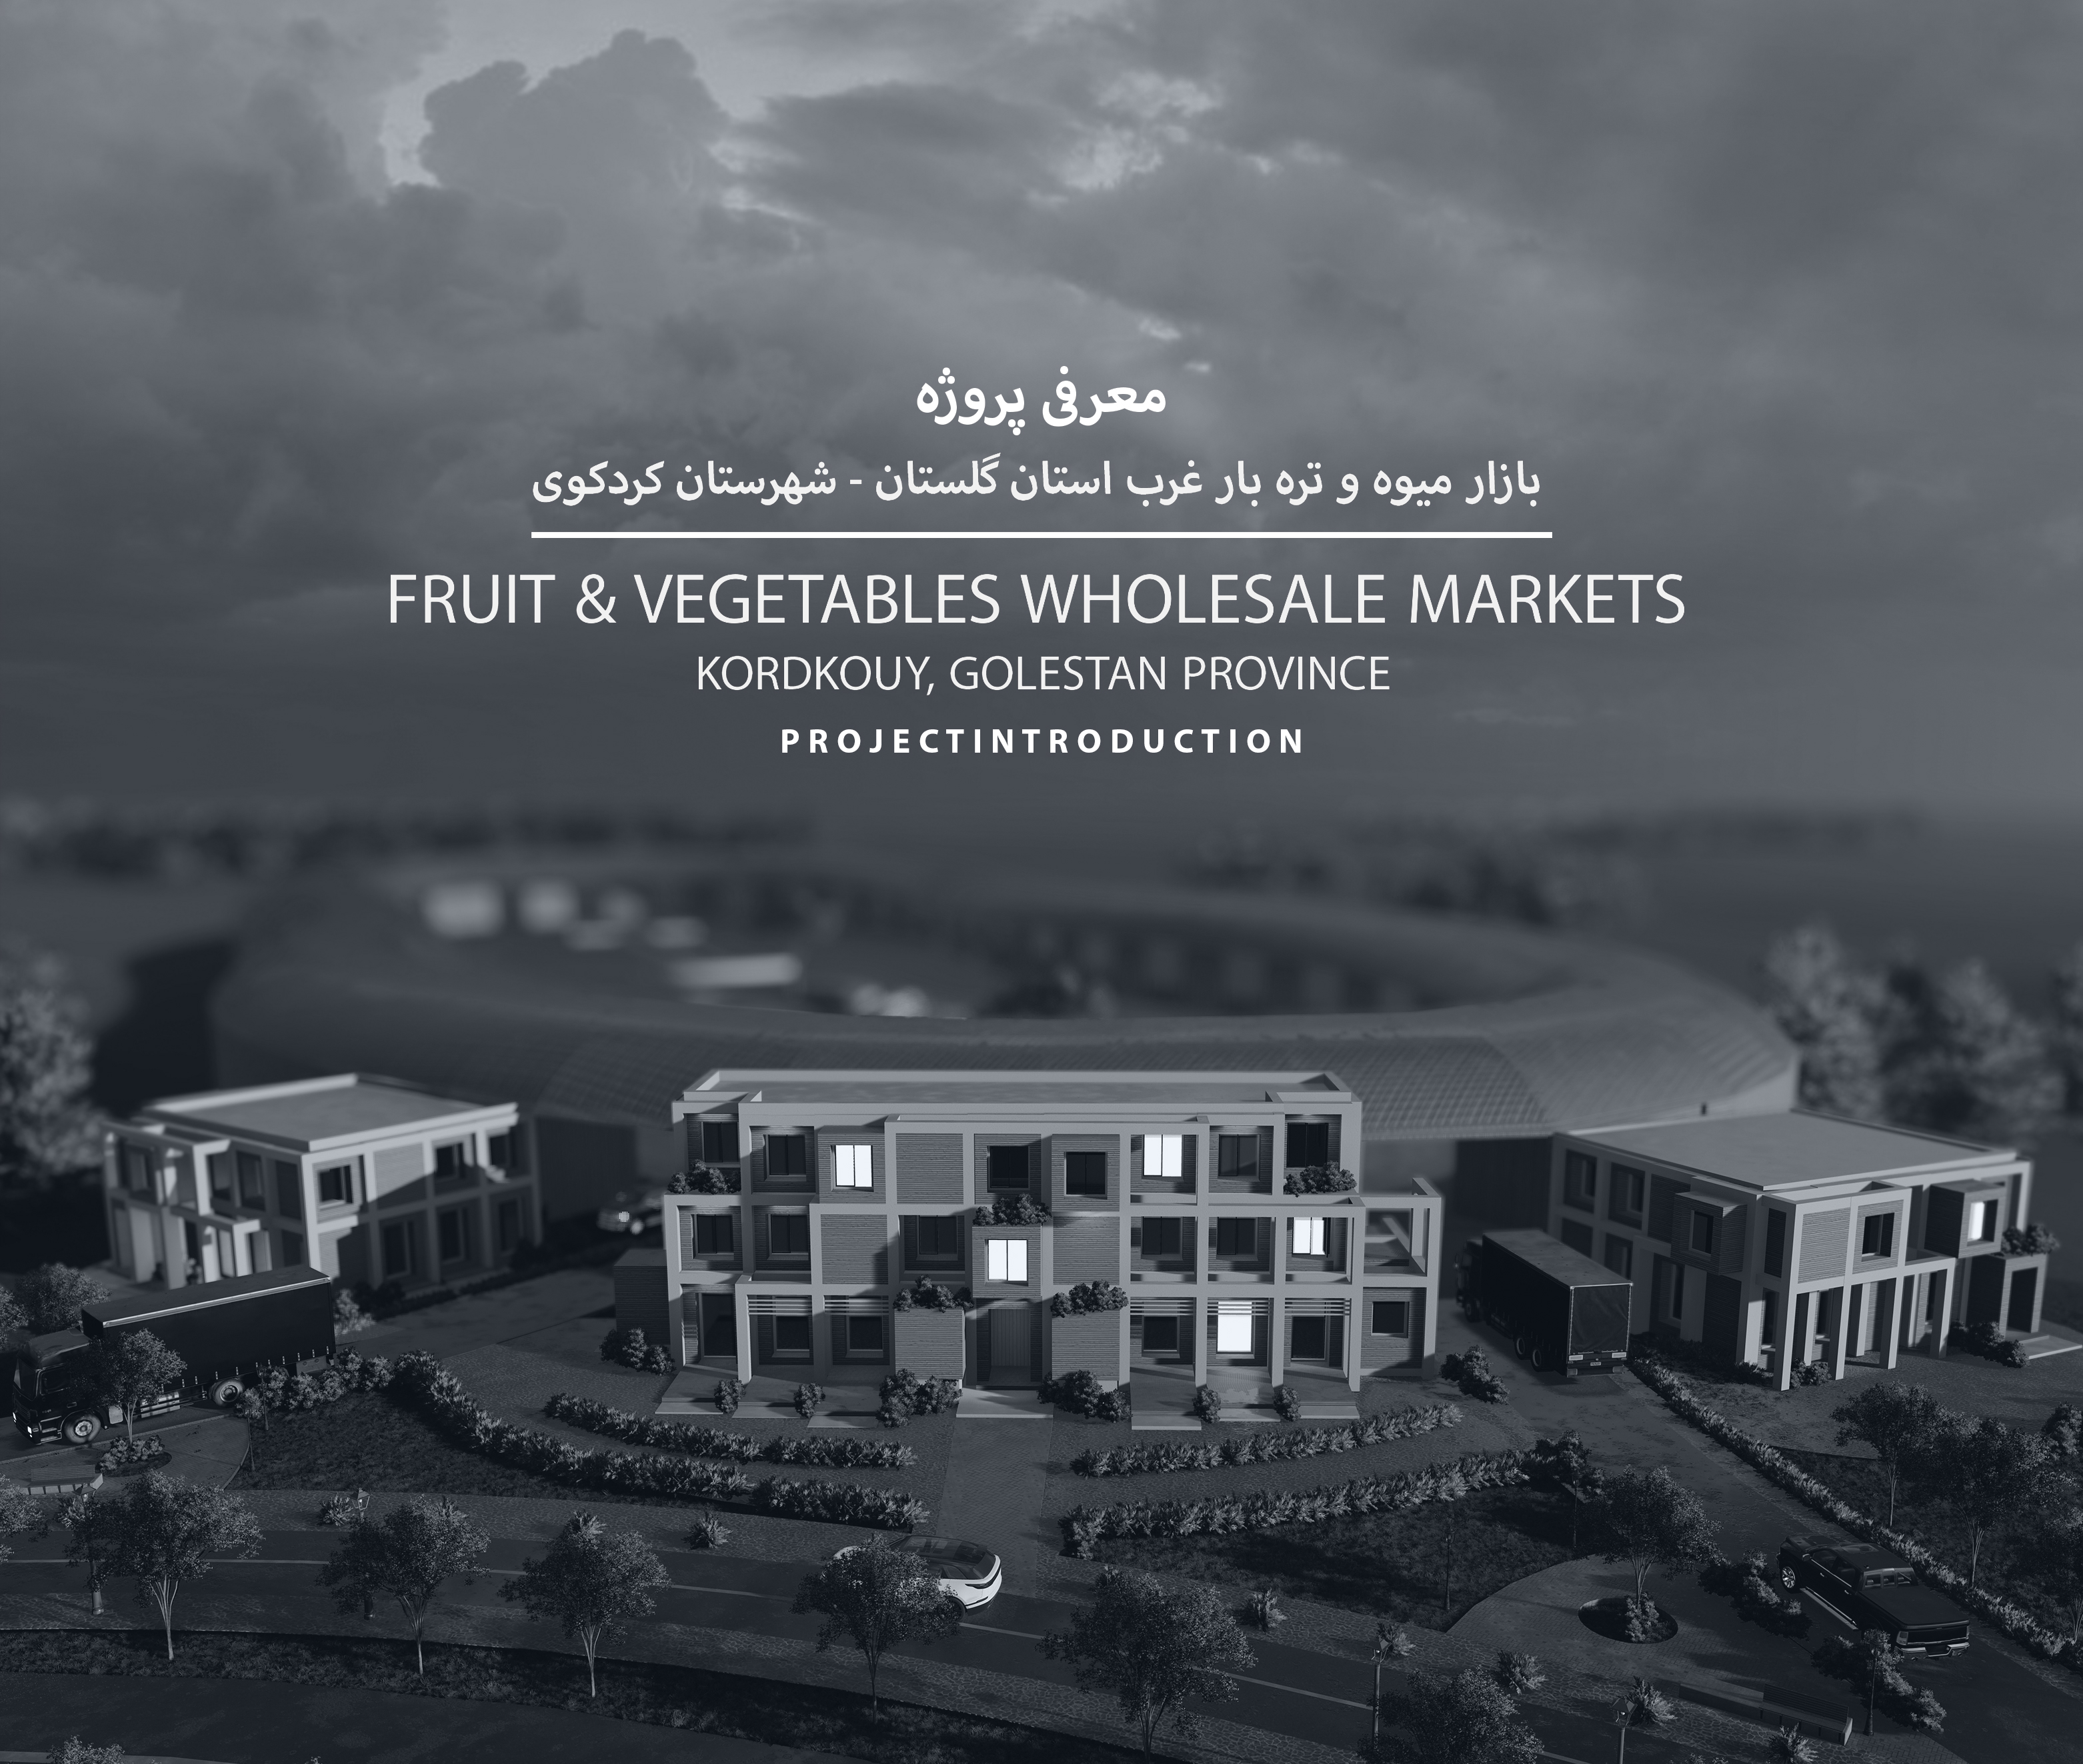 معرفی پروژه
بازار میوه و تره بار غرب استان گلستان - شهرستان کردکوی
FRUIT & VEGETABLES WHOLESALE MARKETS
KORDKOUY, GOLESTAN PROVINCE
PROJECTINTRODUCTION